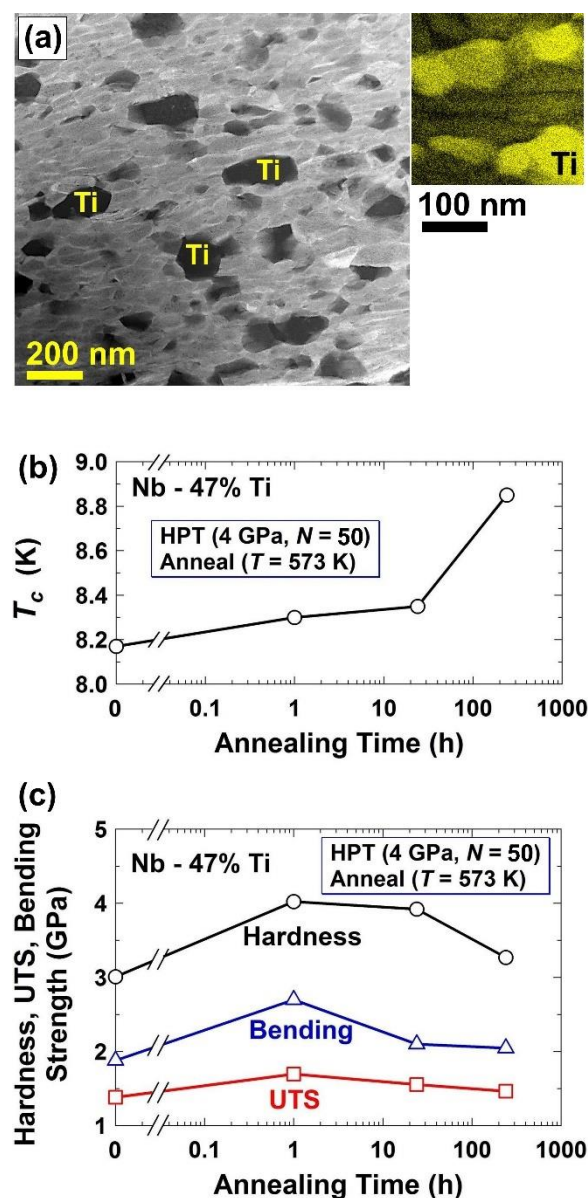 (a)
Ti
Ti
Ti
200 nm
Ti
100 nm
(b)
9.0
8.8
8.6
8.4
8.2
8.0
T_c (K)
Nb - 47% Ti
HPT (4 GPa, N = 50)
Anneal (T = 573 K)
0 0.1 1 10 100 1000
Annealing Time (h)
(c)
5
4
3
2
1
Hardness, UTS, Bending
Strength (GPa)
Nb - 47% Ti
HPT (4 GPa, N = 50)
Anneal (T = 573 K)
Hardness
Bending
UTS
0 0.1 1 10 100 1000
Annealing Time (h)